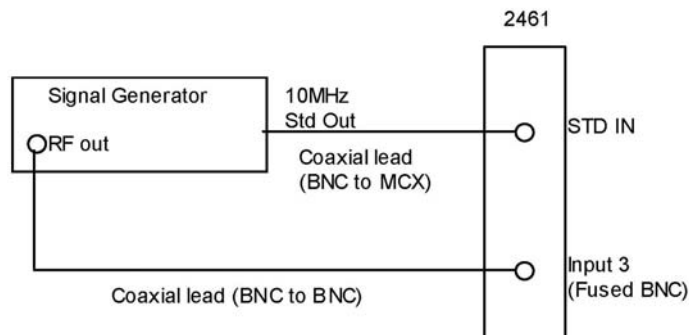 2461
Signal Generator
10MHz
Std Out
RF out
STD IN
Coaxial lead
(BNC to MCX)
Input 3
(Fused BNC)
Coaxial lead (BNC to BNC)